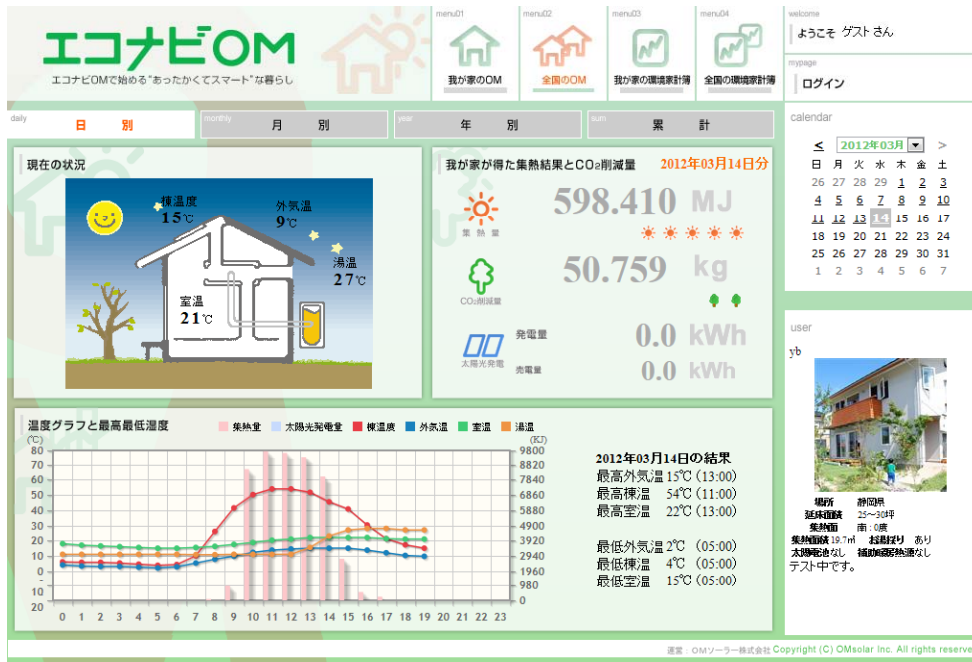 エコナビOM
エコナビOMで始める"あったかくてスマート"な暮らし
menu01
我が家のOM
menu02
全国のOM
menu03
我が家の環境家計簿
menu04
全国の環境家計簿
welcome
ようこそ ゲスト さん
mypage
ログイン
daily
日 別
monthly
月 別
year
年 別
sum
累 計
現在の状況
棟温度
15℃
外気温
9℃
湯温
27℃
室温
21℃
我が家が得た集熱結果とCO2削減量 2012年03月14日分
598.410 MJ
集熱量
50.759 kg
CO2削減量
発電量 0.0 kWh
太陽光発電
売電量 0.0 kWh
calendar
< 2012年03月 >
日 月 火 水 木 金 土
26 27 28 29 1 2 3
4 5 6 7 8 9 10
11 12 13 14 15 16 17
18 19 20 21 22 23 24
25 26 27 28 29 30 31
1 2 3 4 5 6 7
user
yb
場所 静岡県
延床面積 25～30坪
集熱面 南：0度
集熱面積 19.7㎡ お湯採り あり
太陽電池 なし 補助暖房熱源 なし
テスト中です。
温度グラフと最高最低湿度
集熱量 太陽光発電量 棟温度 外気温 室温 湯温
(℃)
80
70
60
50
40
30
20
10
0
-
10
20
(KJ)
9800
8820
7840
6860
5880
4900
3920
2940
1960
980
0
0 1 2 3 4 5 6 7 8 9 10 11 12 13 14 15 16 17 18 19 20 21 22 23
2012年03月14日の結果
最高外気温 15℃ (13:00)
最高棟温 54℃ (11:00)
最高室温 22℃ (13:00)
最低外気温 2℃ (05:00)
最低棟温 4℃ (05:00)
最低室温 15℃ (05:00)
運営：OMソーラー株式会社 Copyright (C) OMsolar Inc. All rights reserve